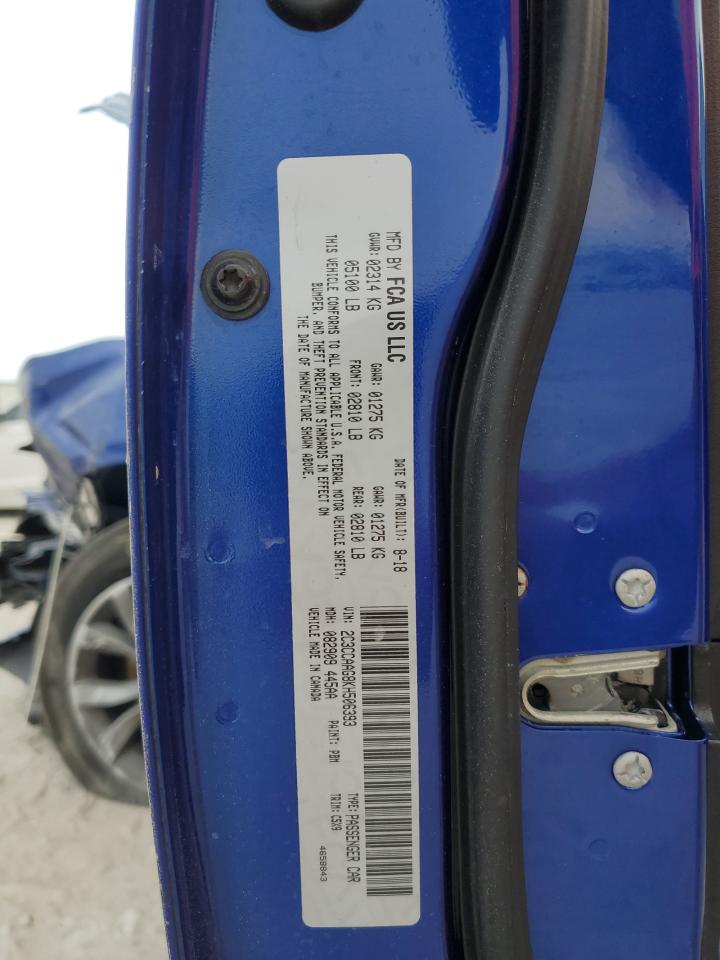 MFD BY FCA US LLC
DATE OF MFR(BUILT): 8-18
GVWR: 02314 KG
GAWR: 01275 KG
GAWR: 01275 KG
05100 LB
FRONT: 02810 LB
REAR: 02810 LB
THIS VEHICLE CONFORMS TO ALL APPLICABLE U.S.A. FEDERAL MOTOR VEHICLE SAFETY,
BUMPER, AND THEFT PREVENTION STANDARDS IN EFFECT ON
THE DATE OF MANUFACTURE SHOWN ABOVE.
VIN: 2C3CCAAG8KH506393
TYPE: PASSENGER CAR
MDH: 082909 445AA
PAINT: PBM
TRIM: CSX9
VEHICLE MADE IN CANADA
4658843